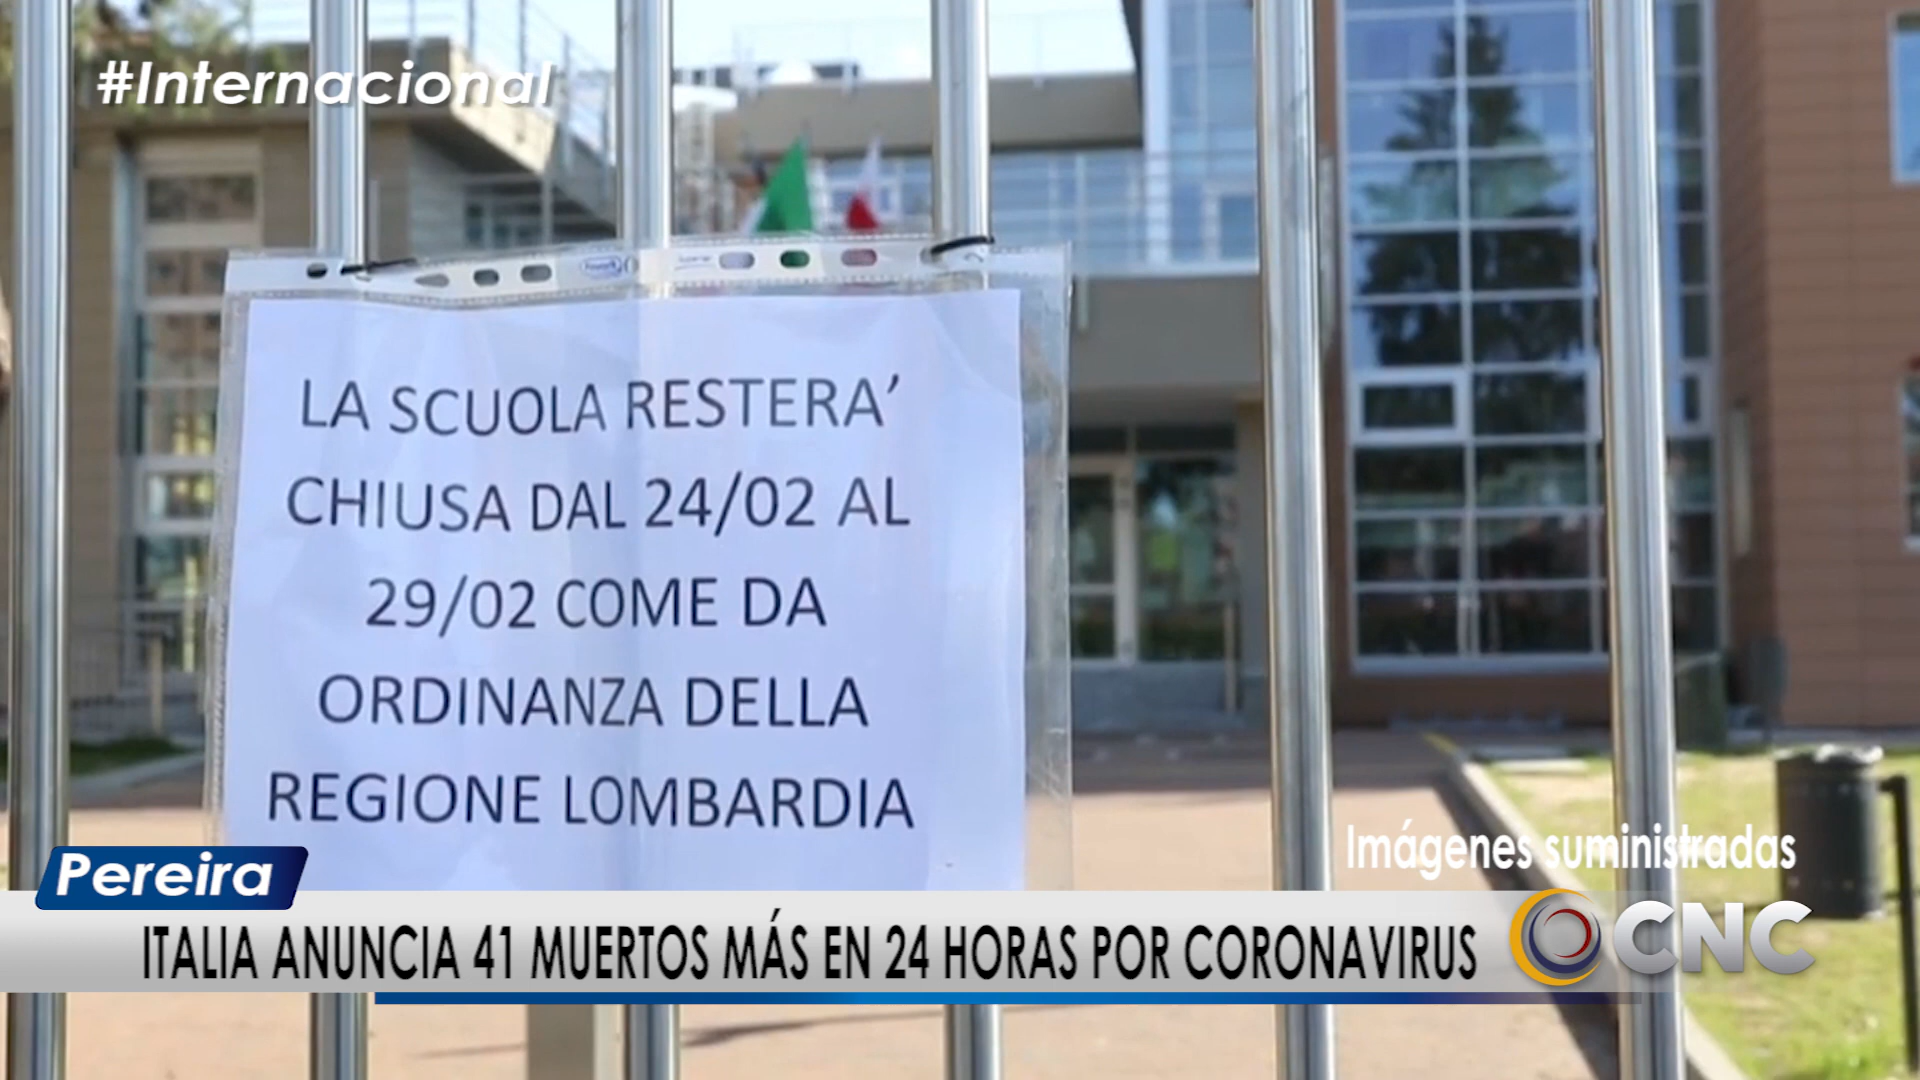 #Internacional
LA SCUOLA RESTERA'
CHIUSA DAL 24/02 AL
29/02 COME DA
ORDINANZA DELLA
REGIONE LOMBARDIA
Imágenes suministradas
Pereira
ITALIA ANUNCIA 41 MUERTOS MÁS EN 24 HORAS POR CORONAVIRUS
CNC